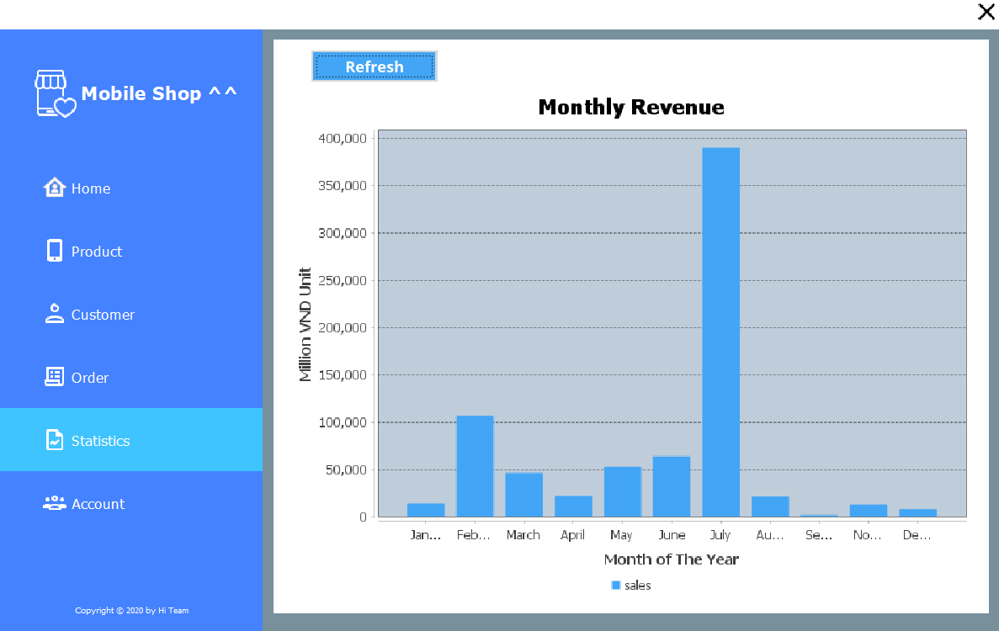 Mobile Shop ^^
Home
Product
Customer
Order
Statistics
Account
Copyright © 2020 by Hi Team
Refresh
Monthly Revenue
Million VND Unit
400,000
350,000
300,000
250,000
200,000
150,000
100,000
50,000
0
Jan... Feb... March April May June July Au... Se... No... De...
Month of The Year
sales